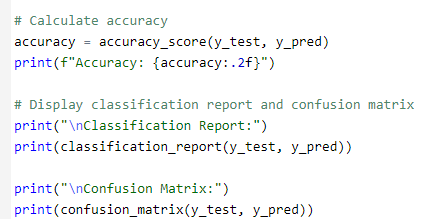 # Calculate accuracy
accuracy = accuracy_score(y_test, y_pred)
print(f"Accuracy: {accuracy:.2f}")
# Display classification report and confusion matrix
print("\nClassification Report:")
print(classification_report(y_test, y_pred))
print("\nConfusion Matrix:")
print(confusion_matrix(y_test, y_pred))